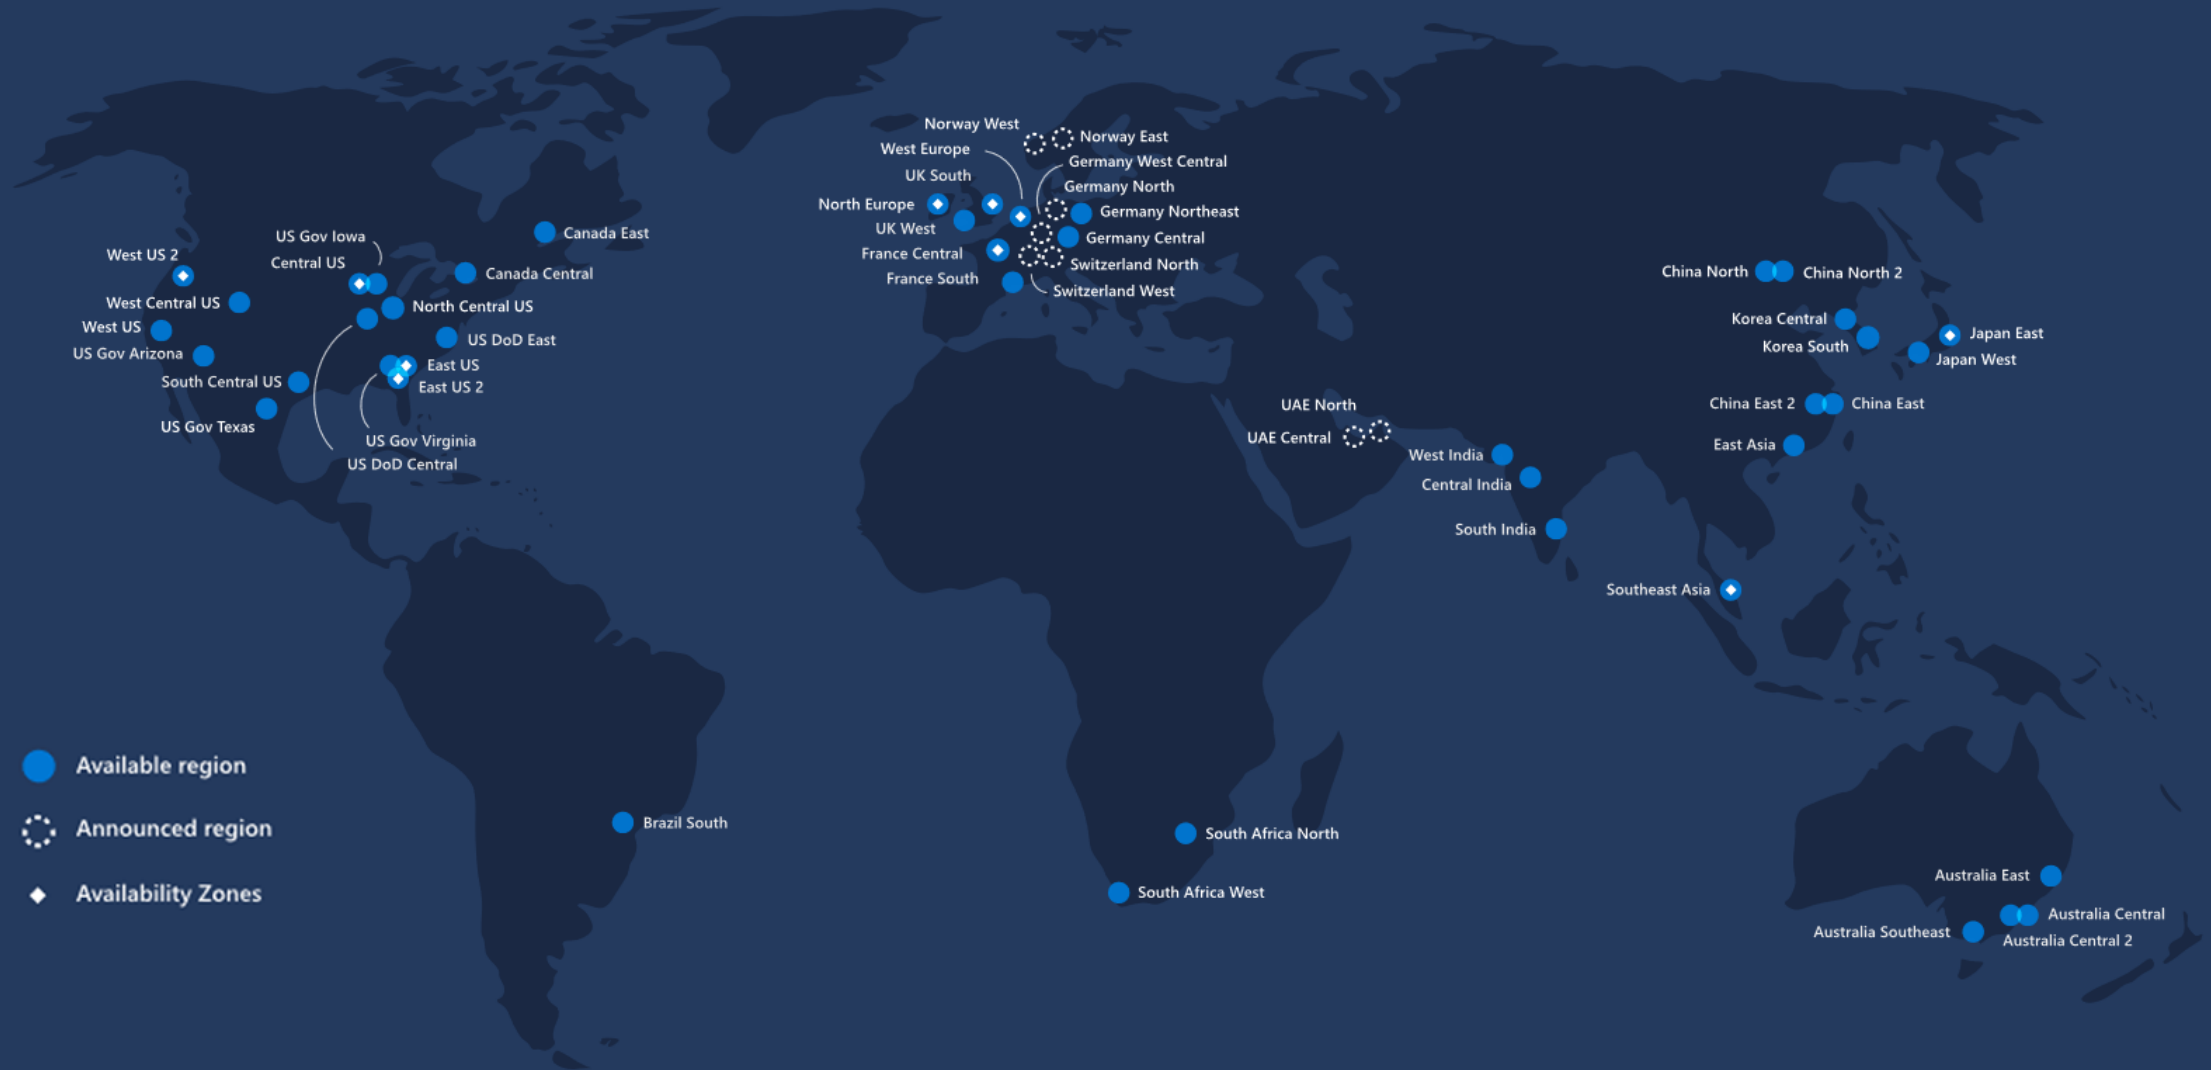 Norway West
Norway East
West Europe
Germany West Central
UK South
Germany North
North Europe
Germany Northeast
UK West
Germany Central
France Central
Switzerland North
France South
Switzerland West
Canada East
US Gov Iowa
West US 2
Central US
Canada Central
West Central US
North Central US
West US
US DoD East
US Gov Arizona
East US
South Central US
East US 2
US Gov Texas
US Gov Virginia
US DoD Central
China North
China North 2
Korea Central
Japan East
Korea South
Japan West
UAE North
China East 2
China East
UAE Central
East Asia
West India
Central India
South India
Southeast Asia
Available region
Announced region
Availability Zones
Brazil South
South Africa North
South Africa West
Australia East
Australia Central
Australia Southeast
Australia Central 2